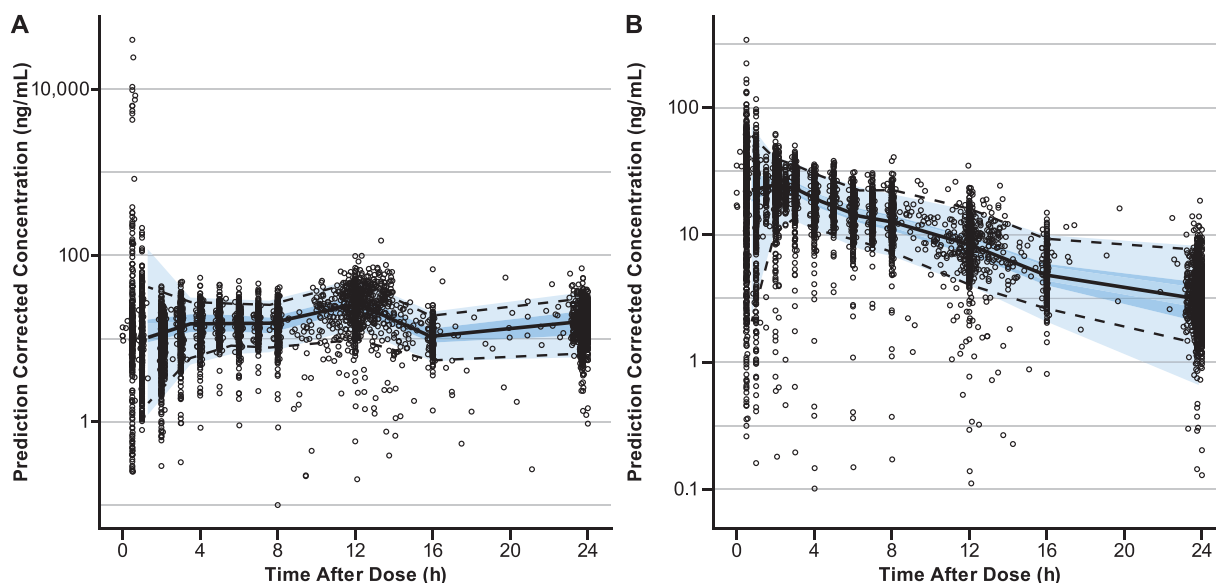 A
Prediction Corrected Concentration (ng/mL)
10,000
100
1
0 4 8 12 16 20 24
Time After Dose (h)
B
Prediction Corrected Concentration (ng/mL)
100
10
1
0.1
0 4 8 12 16 20 24
Time After Dose (h)